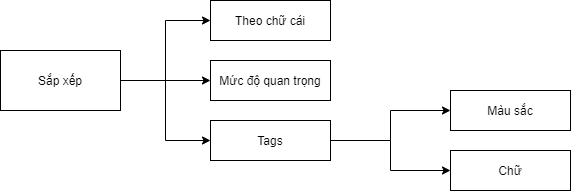 Sắp xếp
Theo chữ cái
Mức độ quan trọng
Tags
Màu sắc
Chữ